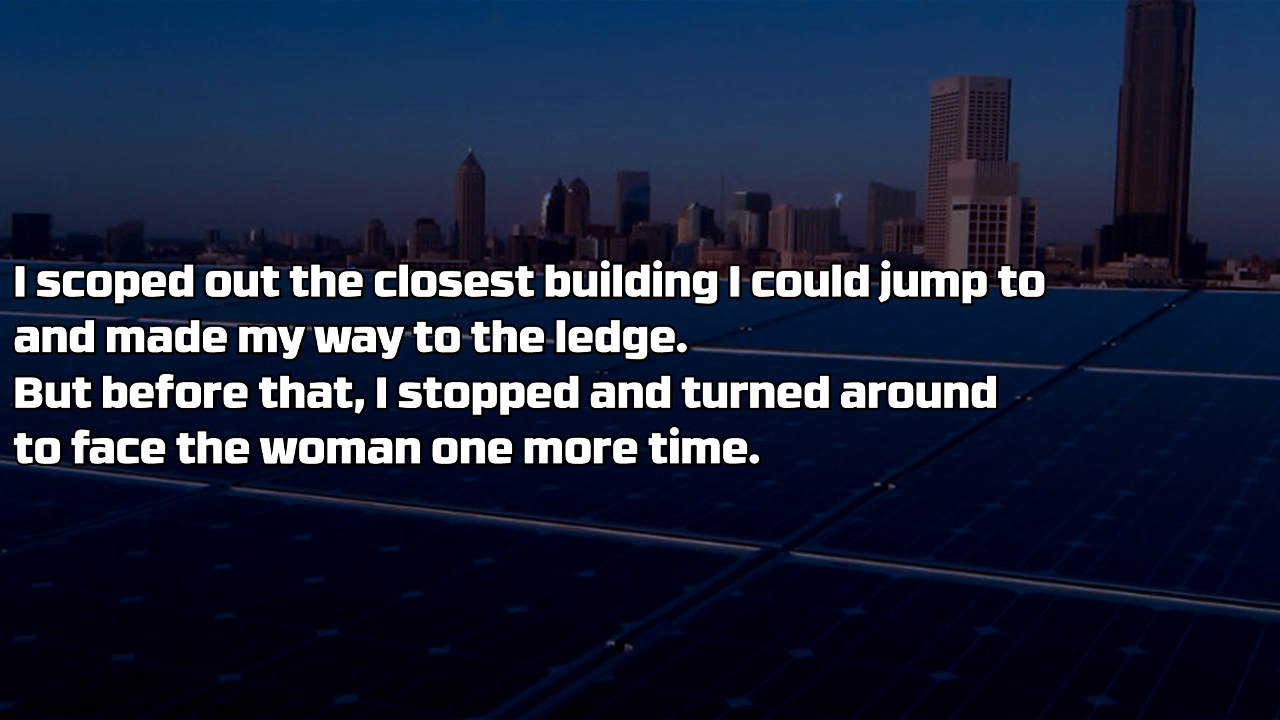 I scoped out the closest building I could jump to
and made my way to the ledge.
But before that, I stopped and turned around
to face the woman one more time.